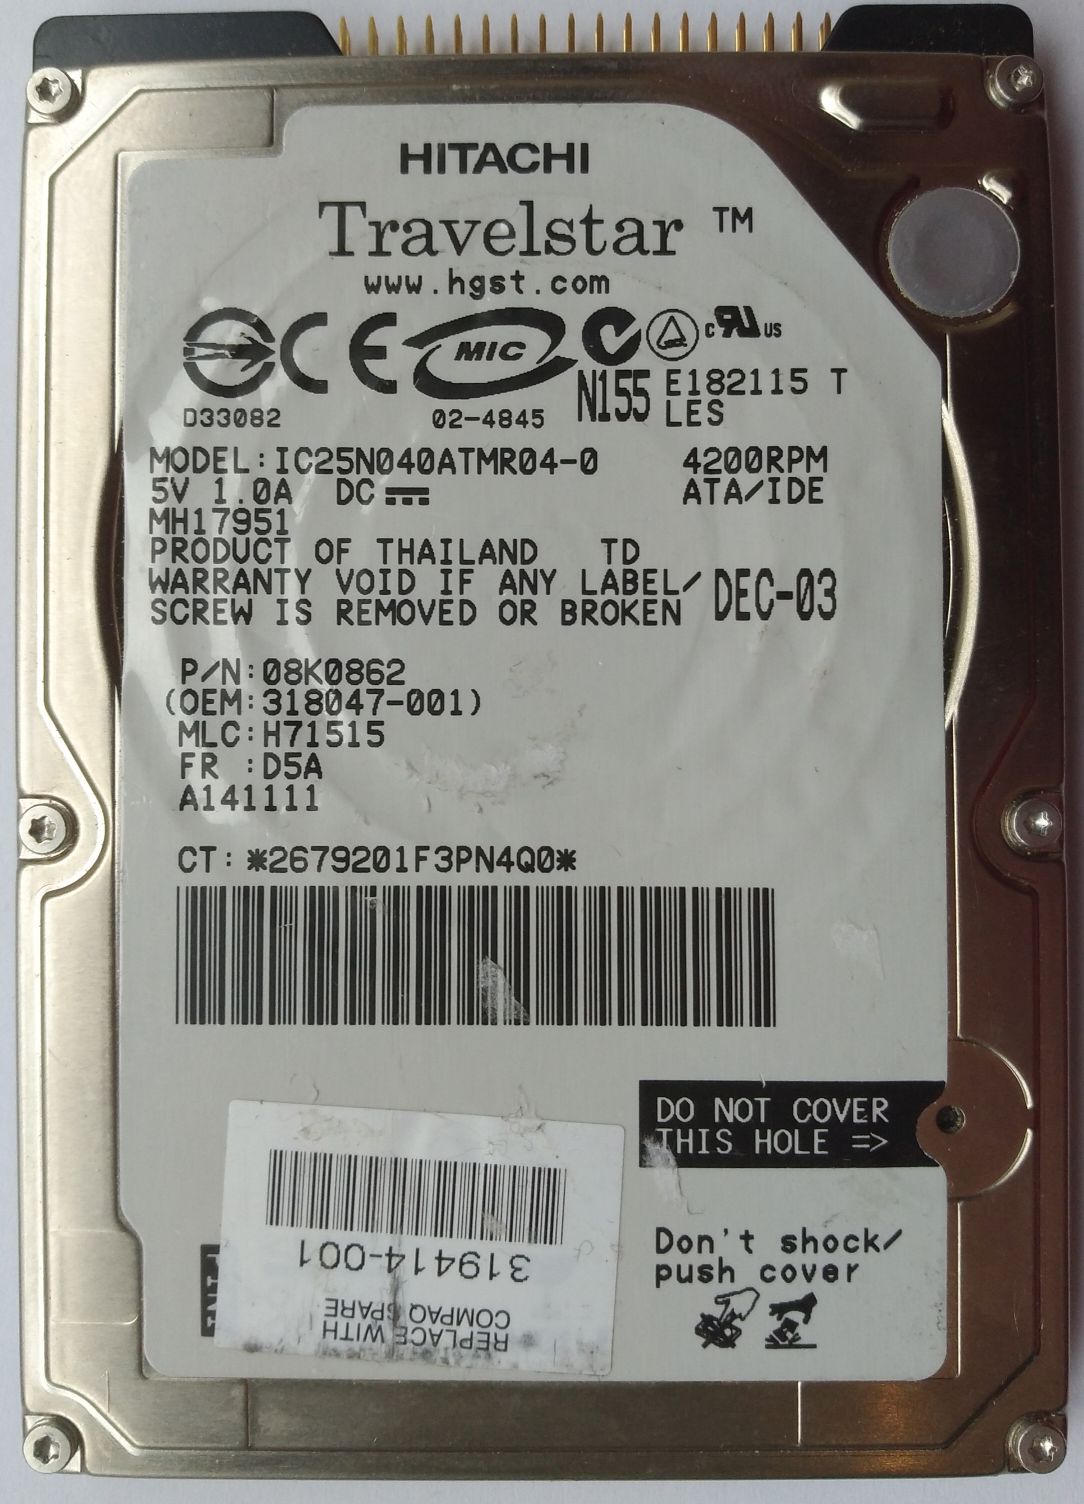 HITACHI
Travelstar ™
www.hgst.com
CE MIC c UR US
D33082 02-4845 N155 E182115 T
LES
MODEL:IC25N040ATMR04-0 4200RPM
5V 1.0A DC ATA/IDE
MH17951
PRODUCT OF THAILAND TD
WARRANTY VOID IF ANY LABEL/ DEC-03
SCREW IS REMOVED OR BROKEN
P/N:08K0862
(OEM:318047-001)
MLC:H71515
FR :D5A
A141111
CT: *2679201F3PN4Q0*
DO NOT COVER
THIS HOLE =>
Don't shock/
push cover
319414-001
REPLACE WITH
COMPAQ SPARE